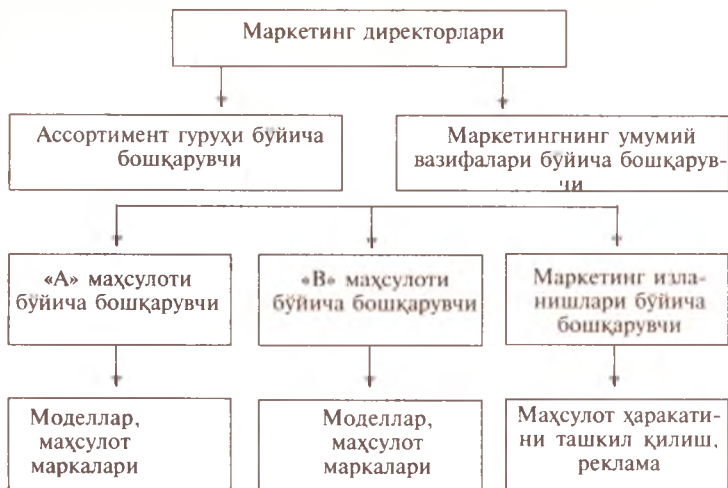 Маркетинг директорлари
Ассортимент гуруҳи бўйича
бошқарувчи
Маркетингнинг умумий
вазифалари бўйича бошқарув-
чи
«А» маҳсулоти
бўйича бошқарувчи
«В» маҳсулоти
бўйича бошқарувчи
Маркетинг изла-
нишлари бўйича
бошқарувчи
Моделлар,
маҳсулот
маркалари
Моделлар,
маҳсулот
маркалари
Маҳсулот ҳаракати-
ни ташкил қилиш,
реклама